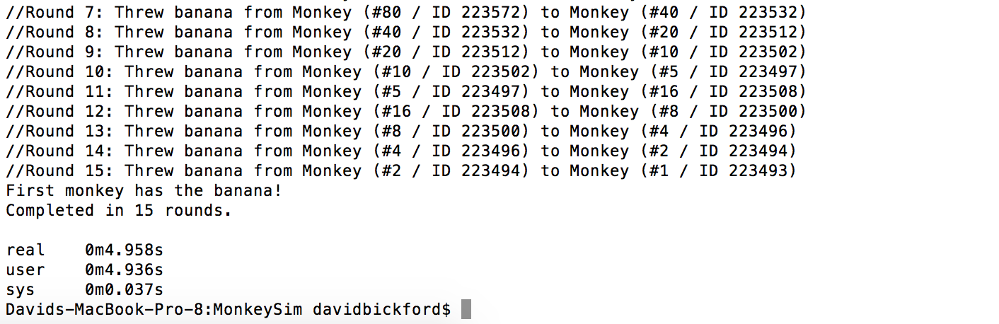 //Round 7: Threw banana from Monkey (#80 / ID 223572) to Monkey (#40 / ID 223532)
//Round 8: Threw banana from Monkey (#40 / ID 223532) to Monkey (#20 / ID 223512)
//Round 9: Threw banana from Monkey (#20 / ID 223512) to Monkey (#10 / ID 223502)
//Round 10: Threw banana from Monkey (#10 / ID 223502) to Monkey (#5 / ID 223497)
//Round 11: Threw banana from Monkey (#5 / ID 223497) to Monkey (#16 / ID 223508)
//Round 12: Threw banana from Monkey (#16 / ID 223508) to Monkey (#8 / ID 223500)
//Round 13: Threw banana from Monkey (#8 / ID 223500) to Monkey (#4 / ID 223496)
//Round 14: Threw banana from Monkey (#4 / ID 223496) to Monkey (#2 / ID 223494)
//Round 15: Threw banana from Monkey (#2 / ID 223494) to Monkey (#1 / ID 223493)
First monkey has the banana!
Completed in 15 rounds.
real 0m4.958s
user 0m4.936s
sys 0m0.037s
Davids-MacBook-Pro-8:MonkeySim davidbickford$